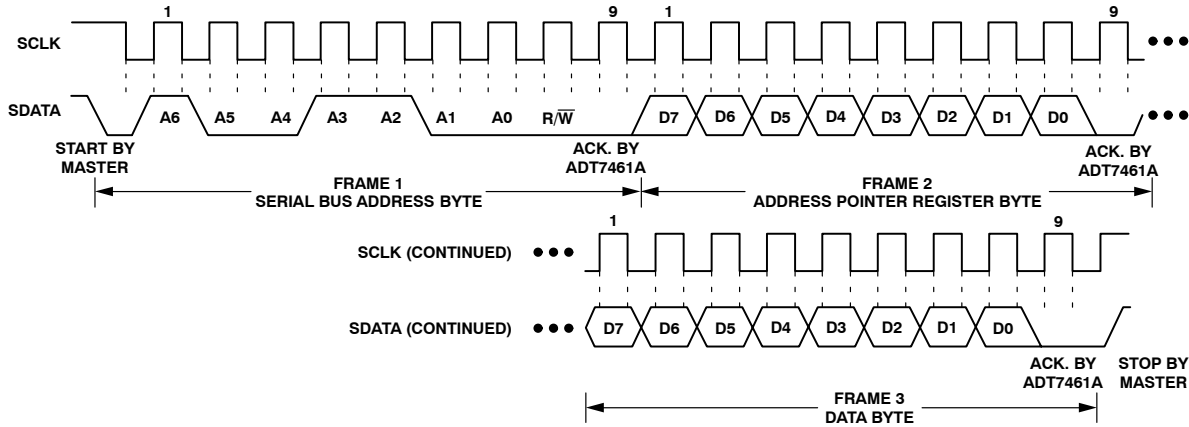 1 9 1 9
SCLK
SDATA A6 A5 A4 A3 A2 A1 A0 R/W̅ D7 D6 D5 D4 D3 D2 D1 D0
START BY
MASTER
ACK. BY
ADT7461A
ACK. BY
ADT7461A
FRAME 1
SERIAL BUS ADDRESS BYTE
FRAME 2
ADDRESS POINTER REGISTER BYTE
1 9
SCLK (CONTINUED)
SDATA (CONTINUED) D7 D6 D5 D4 D3 D2 D1 D0
ACK. BY
ADT7461A
STOP BY
MASTER
FRAME 3
DATA BYTE